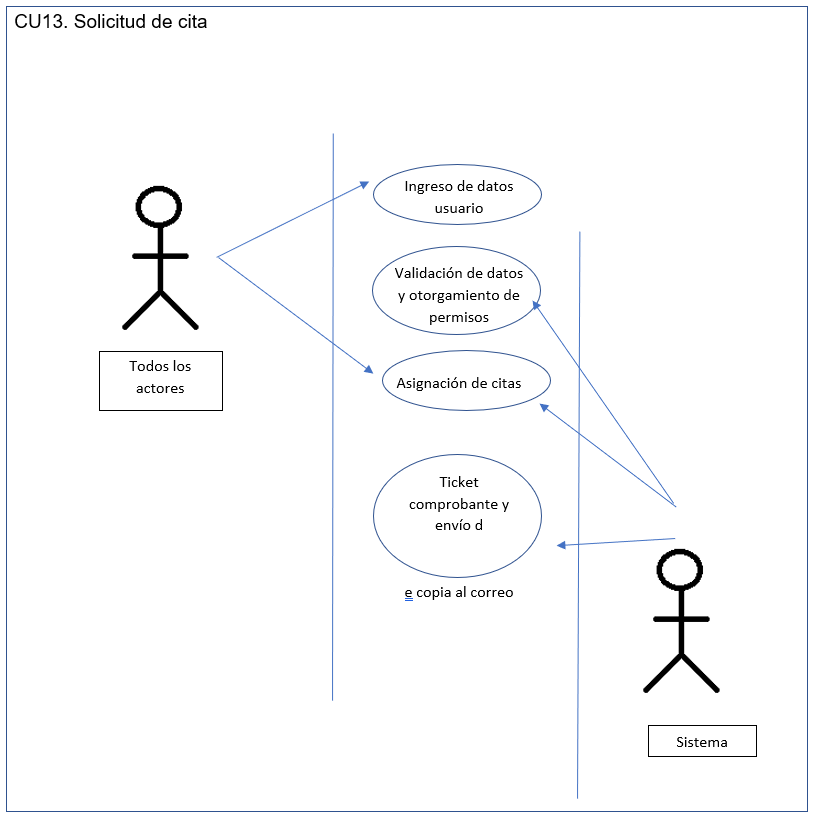 CU13. Solicitud de cita
Ingreso de datos
usuario
Validación de datos
y otorgamiento de
permisos
Todos los
actores
Asignación de citas
Ticket
comprobante y
envío d
e copia al correo
Sistema